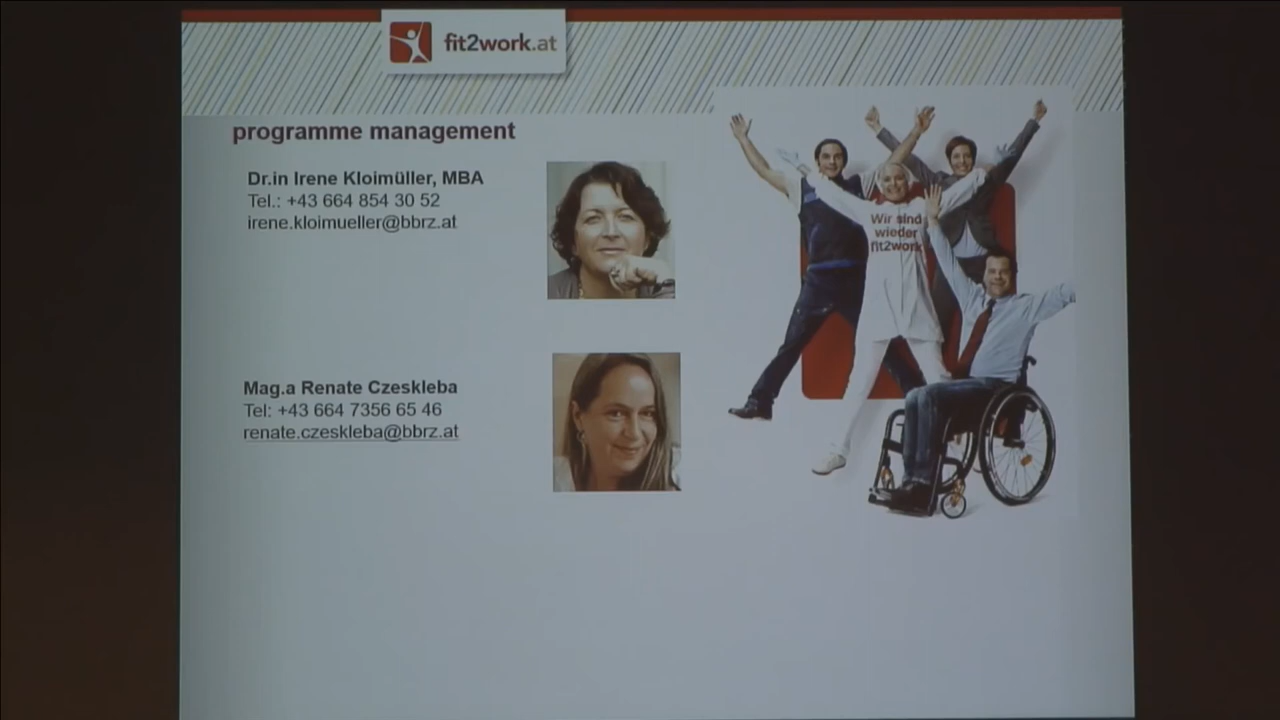 fit2work.at
programme management
Dr.in Irene Kloimüller, MBA
Tel.: +43 664 854 30 52
irene.kloimueller@bbrz.at
Mag.a Renate Czeskleba
Tel: +43 664 7356 65 46
renate.czeskleba@bbrz.at
Wir sind
wieder
fit2work